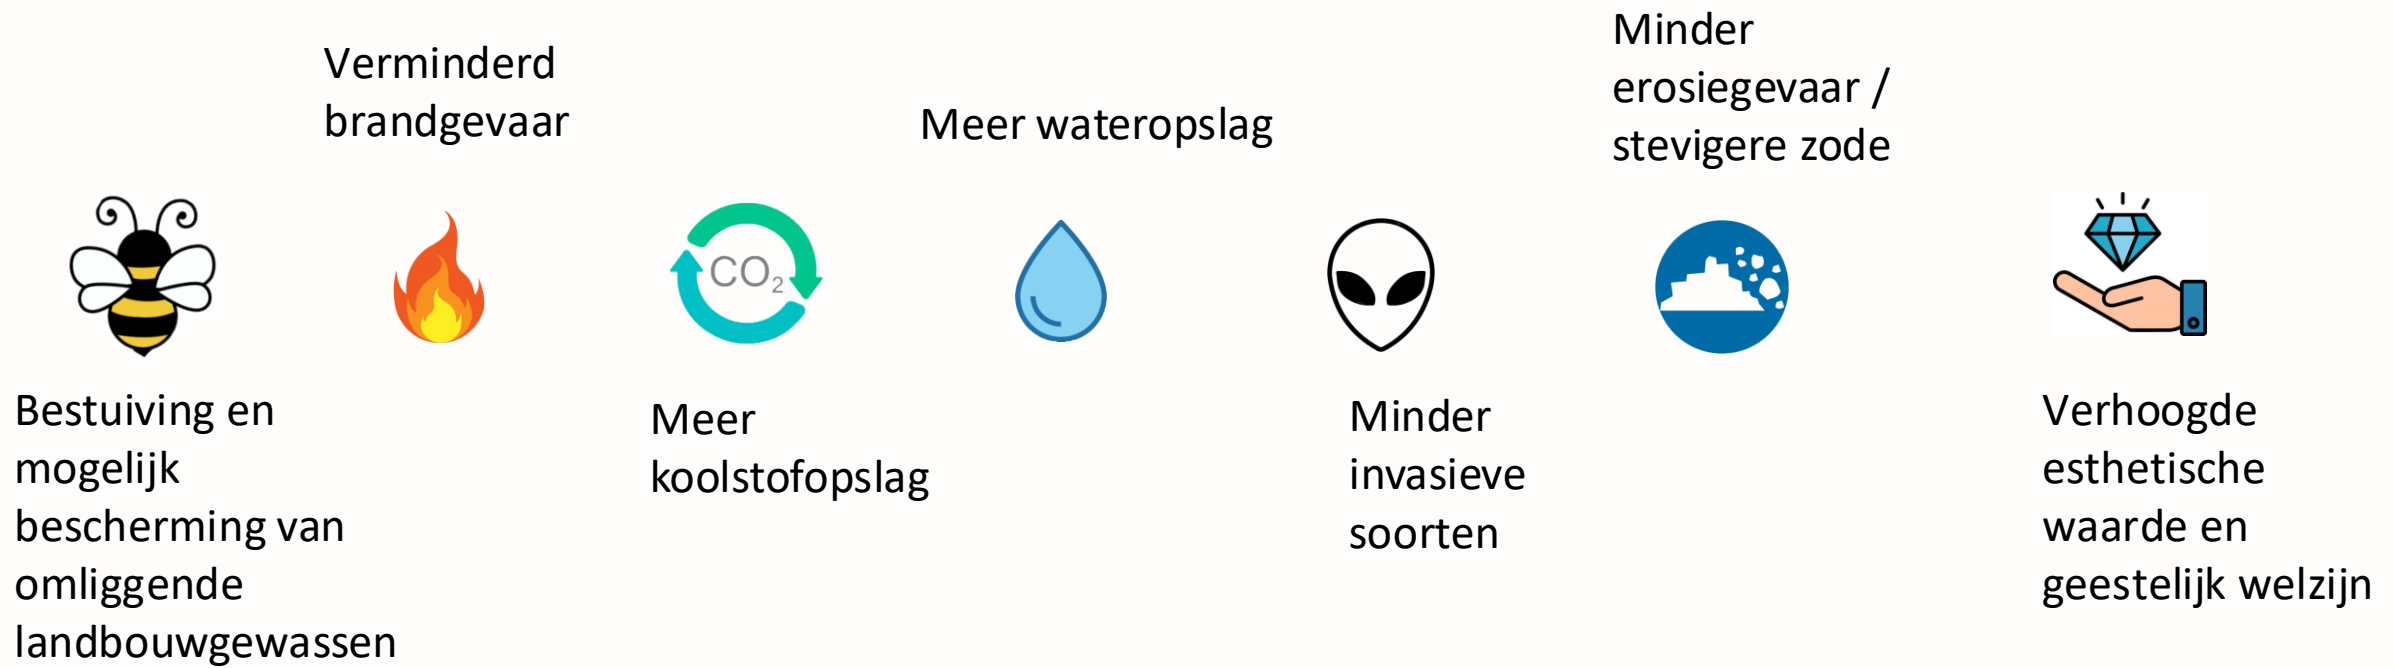 Bestuiving en
mogelijk
bescherming van
omliggende
landbouwgewassen
Verminderd
brandgevaar
CO₂
Meer
koolstofopslag
Meer wateropslag
Minder
invasieve
soorten
Minder
erosiegevaar /
stevigere zode
Verhoogde
esthetische
waarde en
geestelijk welzijn